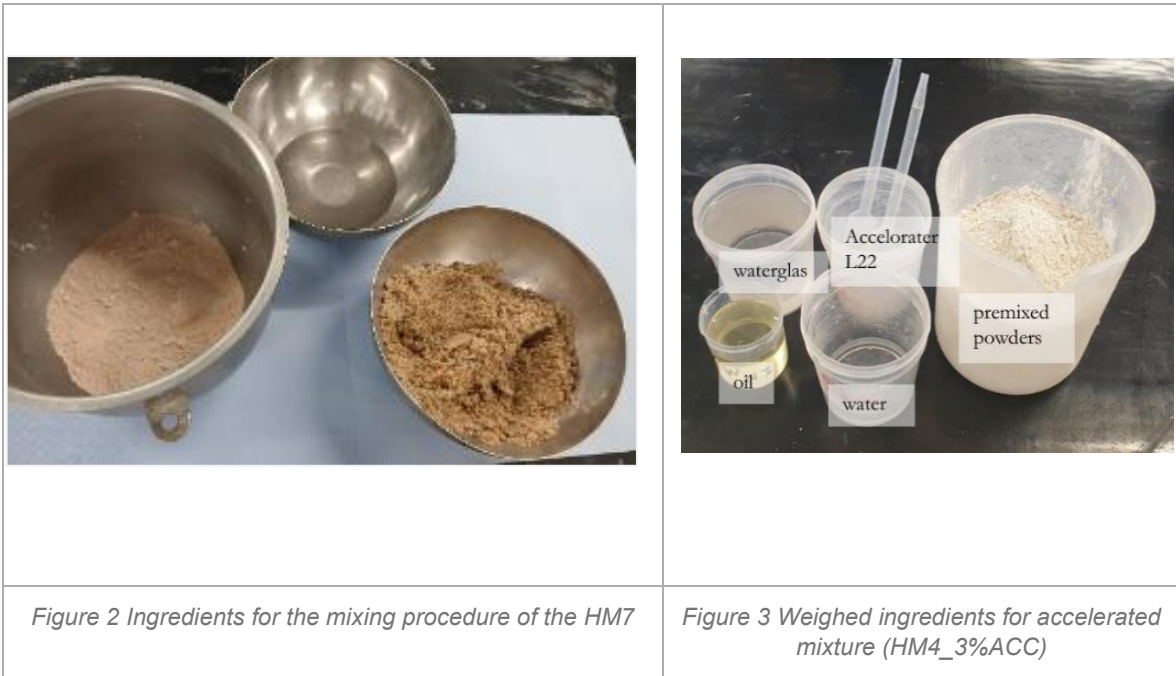 waterglas
Accelorater
L22
premixed
powders
oil
water
Figure 2 Ingredients for the mixing procedure of the HM7
Figure 3 Weighed ingredients for accelerated
mixture (HM4_3%ACC)